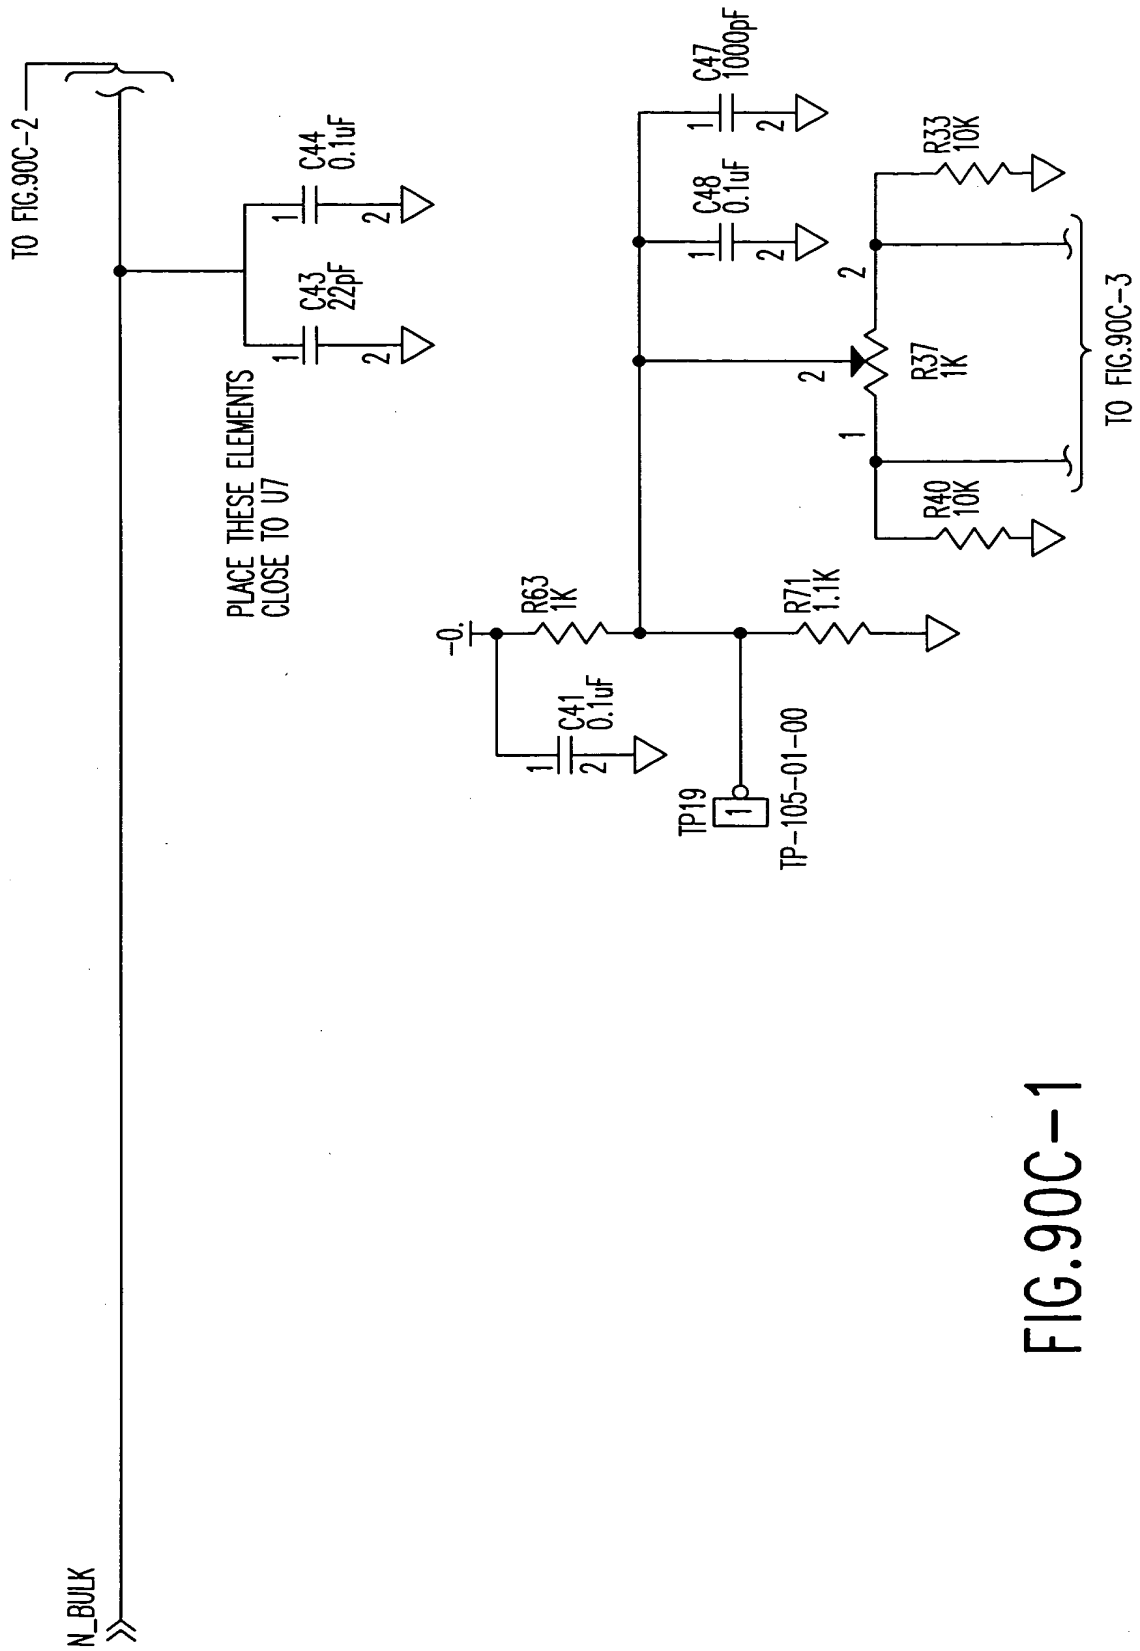 TO FIG.90C-2
N_BULK
1
C43
22pF
2
1
C44
0.1uF
2
PLACE THESE ELEMENTS
CLOSE TO U7
-0.
R63
1K
1
C41
0.1uF
2
TP19
1
TP-105-01-00
R71
1.1K
1
C48
0.1uF
2
1
C47
1000pF
2
2
1
R37
1K
2
R40
10K
R33
10K
TO FIG.90C-3
FIG.90C-1